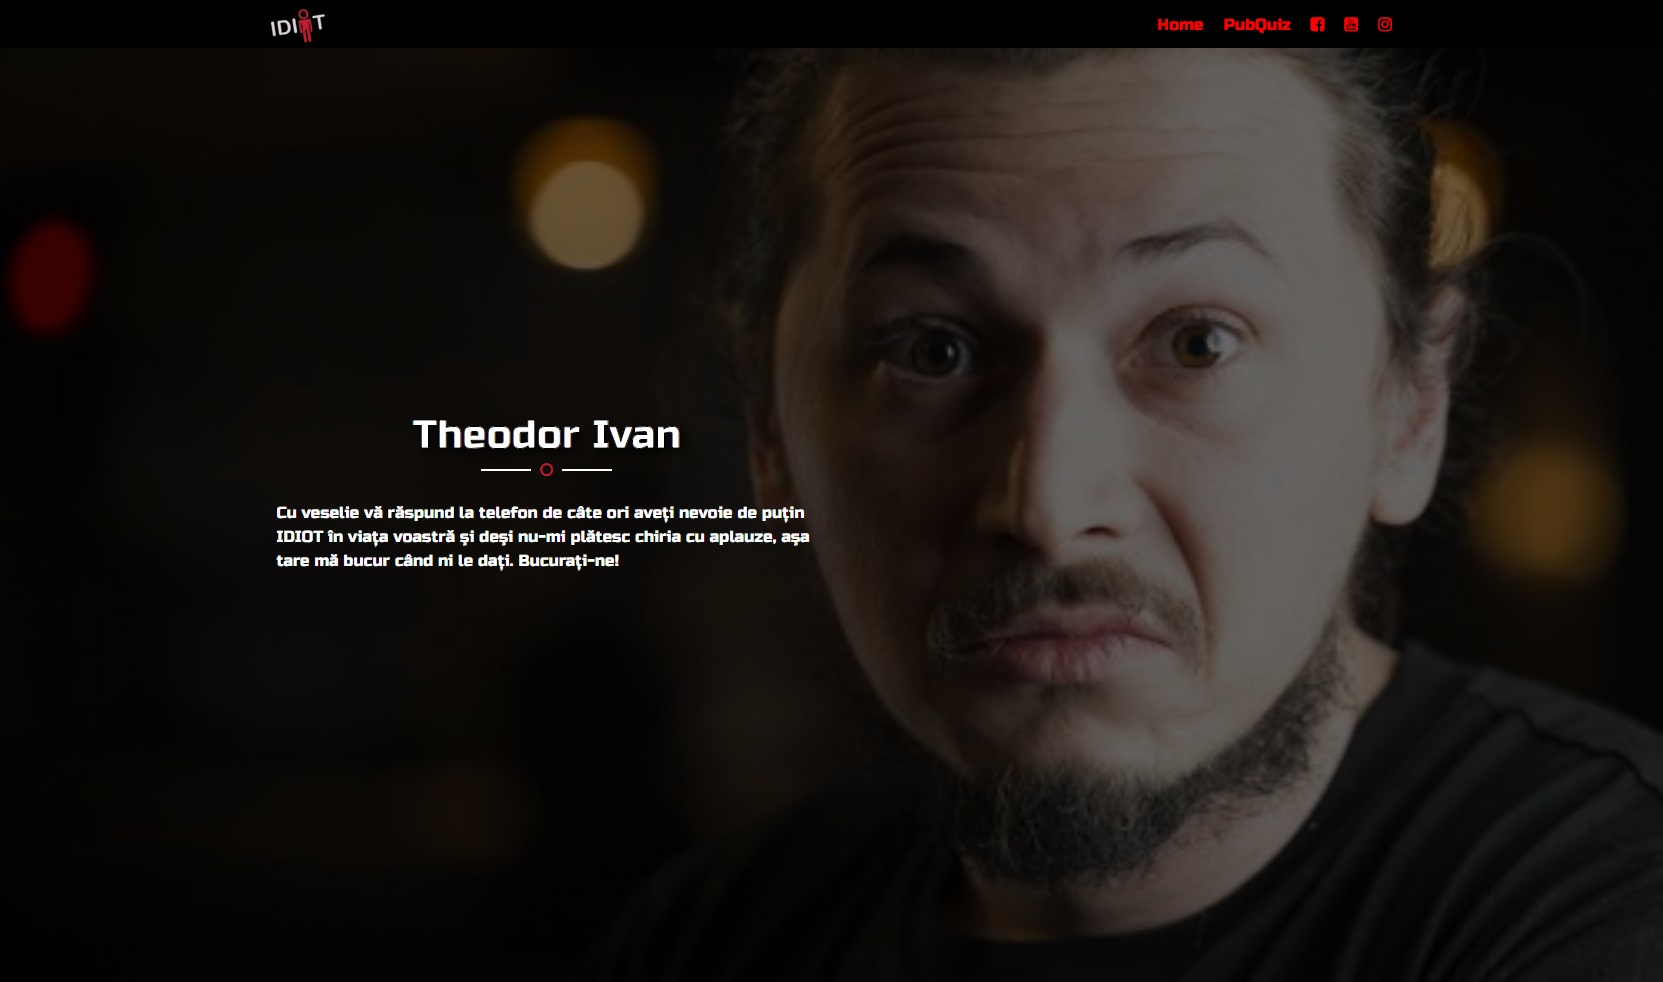 IDIOT
Home PubQuiz
Theodor Ivan
Cu veselie vă răspund la telefon de câte ori aveți nevoie de puțin
IDIOT în viața voastră și deși nu-mi plătesc chiria cu aplauze, așa
tare mă bucur când ni le dați. Bucurați-ne!